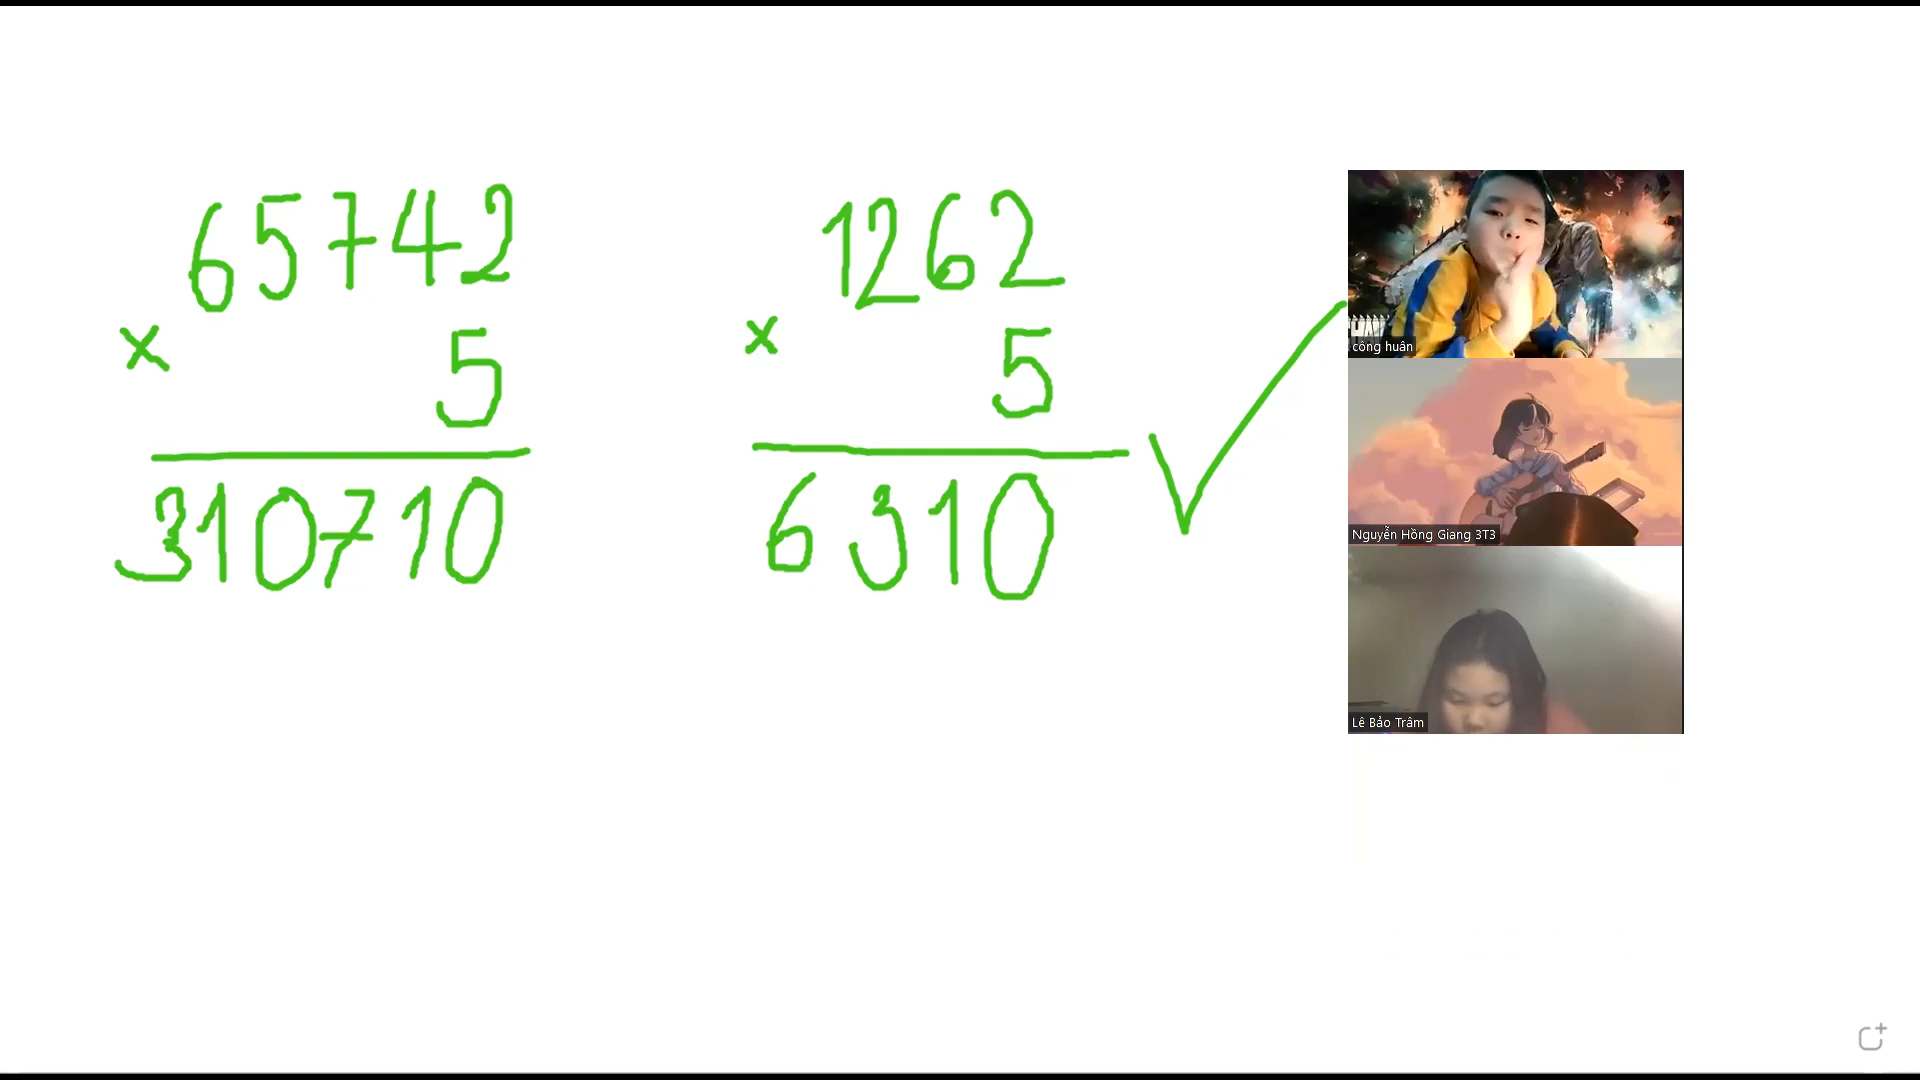 65742
x
5
310710
1262
x
5
6310
công huân
Nguyễn Hồng Giang 3T3
Lê Bảo Trâm